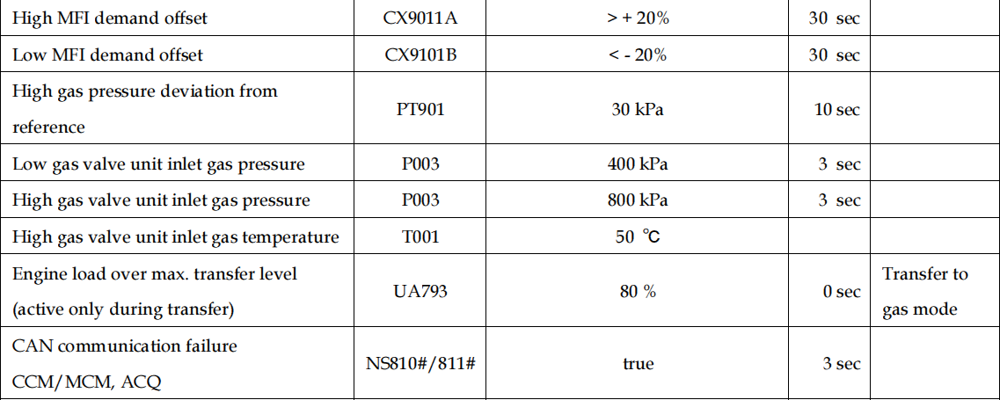 High MFI demand offset CX9011A > + 20% 30 sec
Low MFI demand offset CX9101B < - 20% 30 sec
High gas pressure deviation from
reference PT901 30 kPa 10 sec
Low gas valve unit inlet gas pressure P003 400 kPa 3 sec
High gas valve unit inlet gas pressure P003 800 kPa 3 sec
High gas valve unit inlet gas temperature T001 50 ℃
Engine load over max. transfer level
(active only during transfer) UA793 80 % 0 sec Transfer to
gas mode
CAN communication failure
CCM/MCM, ACQ NS810#/811# true 3 sec